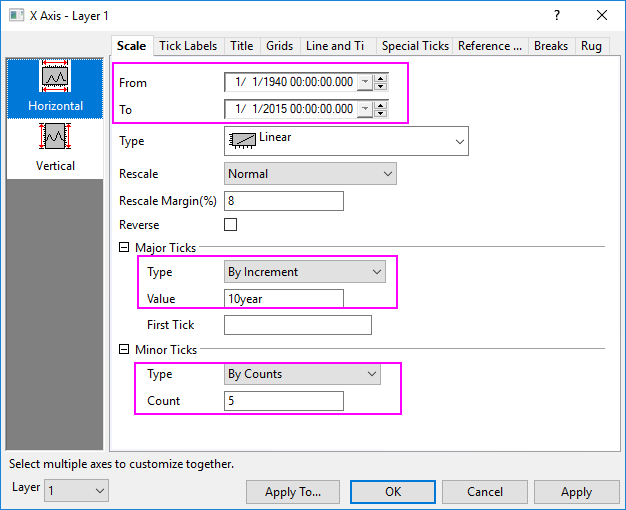 X Axis - Layer 1
Scale Tick Labels Title Grids Line and Ti Special Ticks Reference ... Breaks Rug
Horizontal
Vertical
From 1/ 1/1940 00:00:00.000
To 1/ 1/2015 00:00:00.000
Type Linear
Rescale Normal
Rescale Margin(%) 8
Reverse
Major Ticks
Type By Increment
Value 10year
First Tick
Minor Ticks
Type By Counts
Count 5
Select multiple axes to customize together.
Layer 1 Apply To... OK Cancel Apply